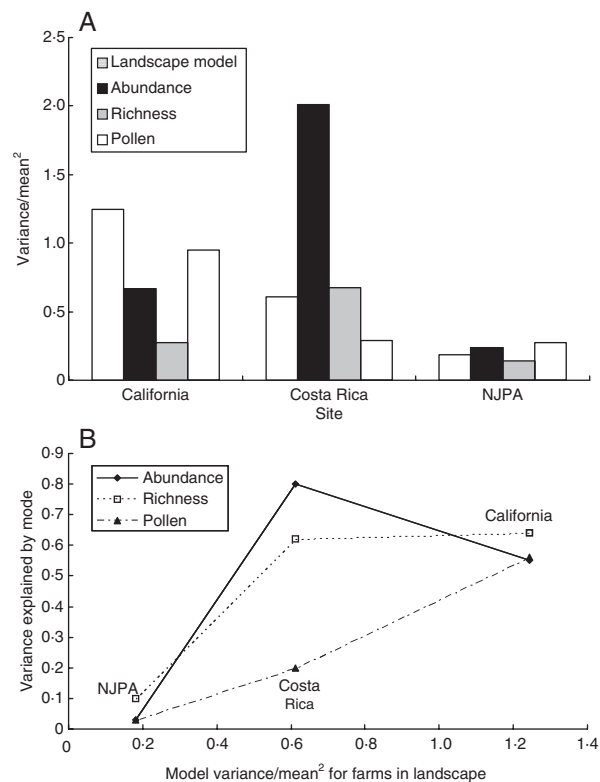 A
2·5
2·0
1·5
1·0
0·5
0
Variance/mean²
Landscape model
Abundance
Richness
Pollen
California
Costa Rica
NJPA
Site
B
0·9
0·8
0·7
0·6
0·5
0·4
0·3
0·2
0·1
0
Variance explained by mode
Abundance
Richness
Pollen
California
NJPA
Costa
Rica
0
0·2
0·4
0·6
0·8
1·0
1·2
1·4
Model variance/mean² for farms in landscape